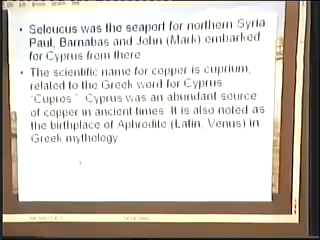 Seleucus was the seaport for northern Syria.
Paul, Barnabas and John (Mark) embarked
for Cyprus from there
The scientific name for copper is cuprium,
related to the Greek word for Cyprus
"Cupros." Cyprus was an abundant source
of copper in ancient times. It is also noted as
the birthplace of Aphrodite (Latin, Venus) in
Greek mythology